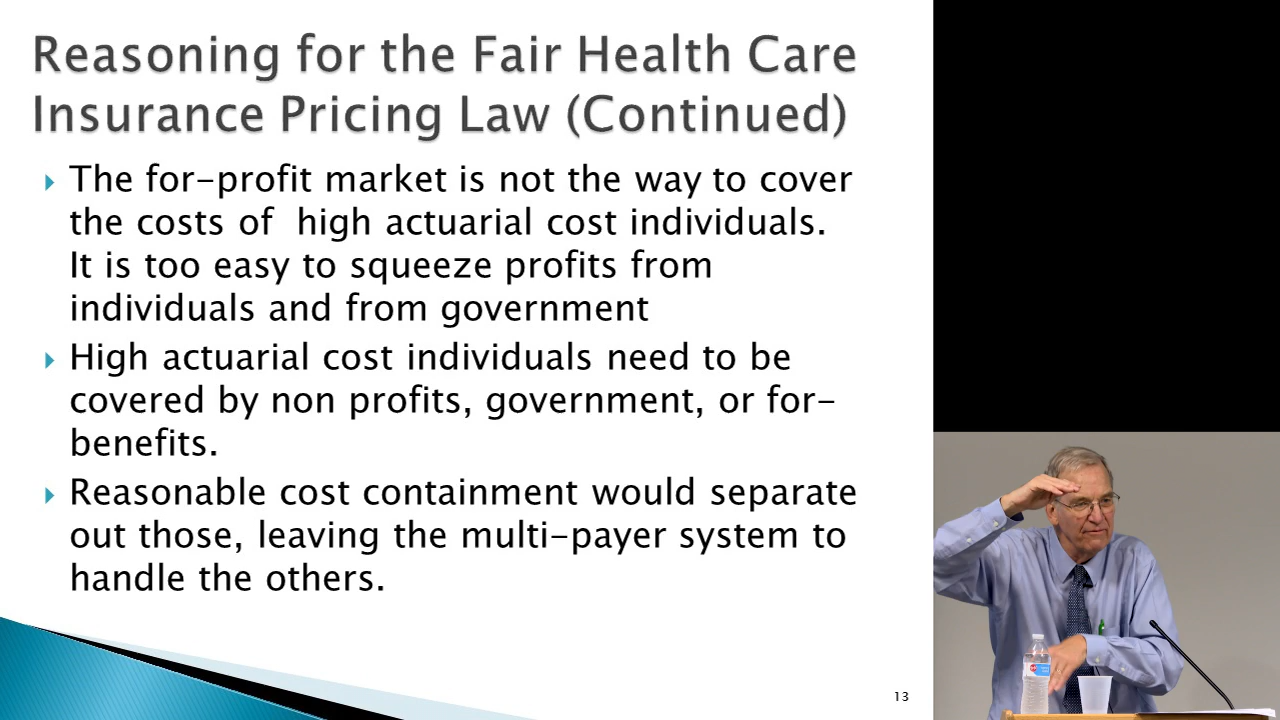 Reasoning for the Fair Health Care
Insurance Pricing Law (Continued)
The for-profit market is not the way to cover
the costs of  high actuarial cost individuals.
It is too easy to squeeze profits from
individuals and from government
High actuarial cost individuals need to be
covered by non profits, government, or for-
benefits.
Reasonable cost containment would separate
out those, leaving the multi-payer system to
handle the others.
13